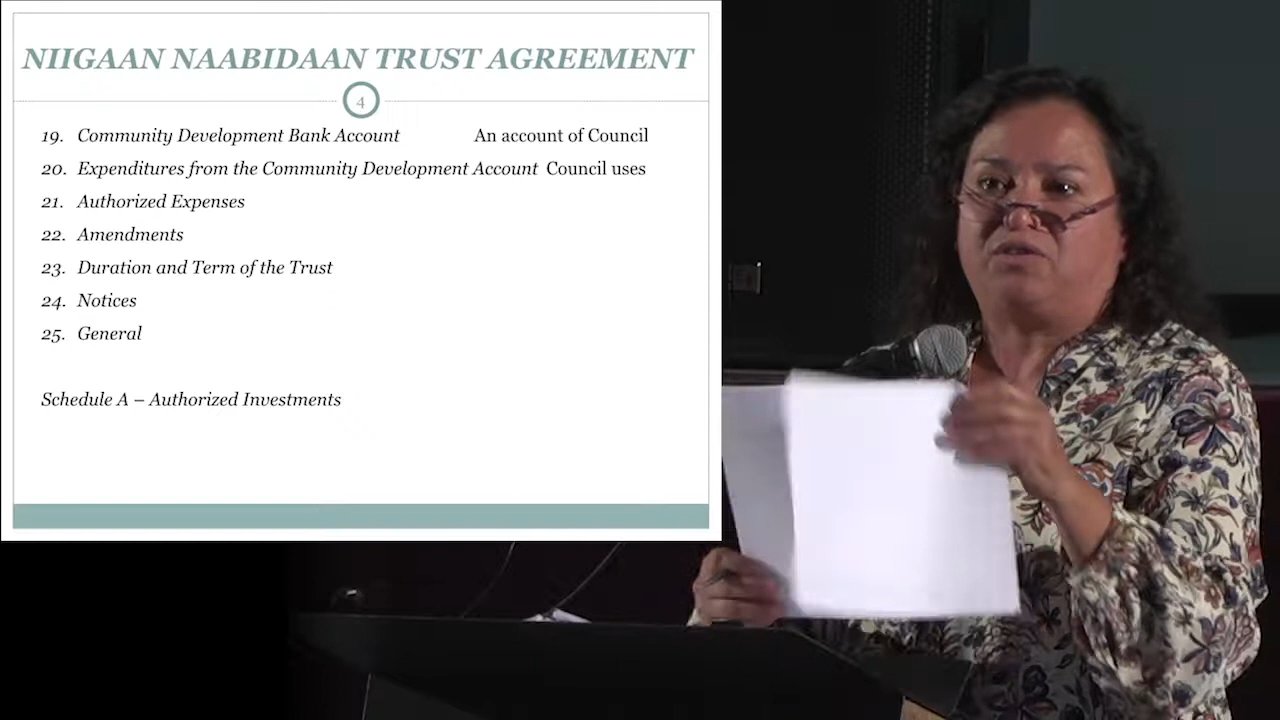 NIIGAAN NAABIDAAN TRUST AGREEMENT
4
19. Community Development Bank Account An account of Council
20. Expenditures from the Community Development Account Council uses
21. Authorized Expenses
22. Amendments
23. Duration and Term of the Trust
24. Notices
25. General
Schedule A – Authorized Investments